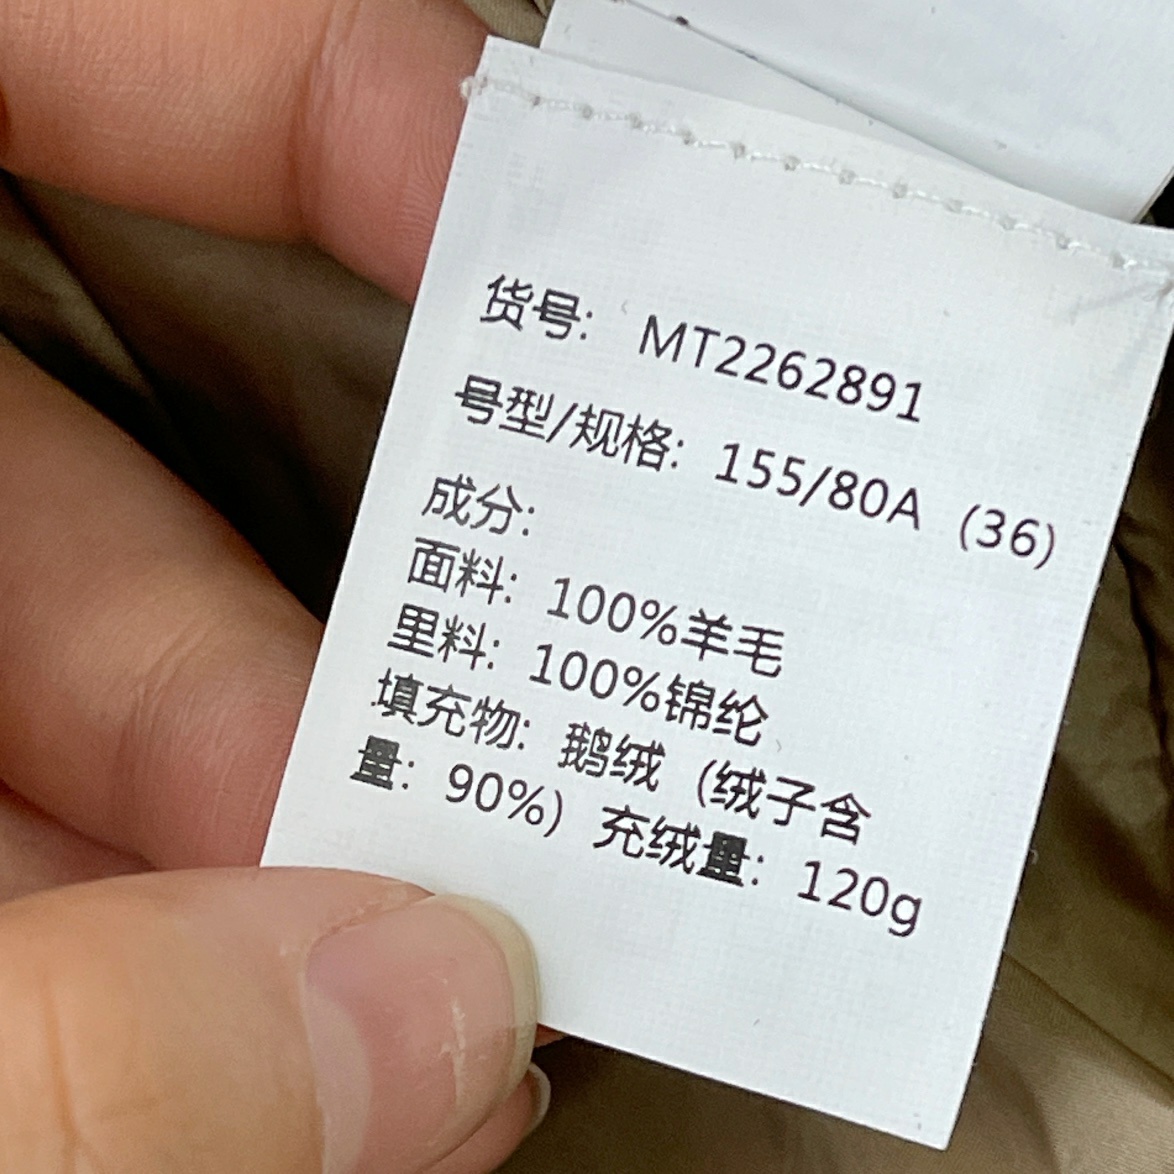 货号: MT2262891
号型/规格: 155/80A (36)
成分:
面料: 100%羊毛
里料: 100%锦纶
填充物: 鹅绒 (绒子含
量: 90%) 充绒量: 120g